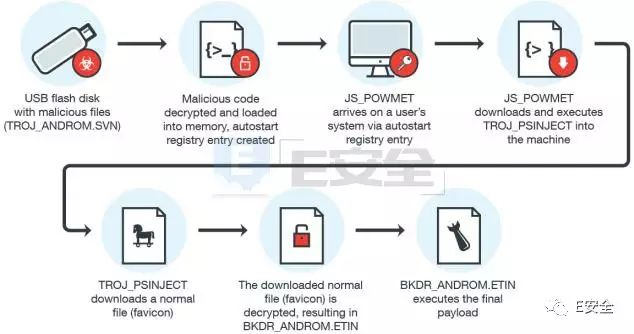 USB flash disk
with malicious files
(TROJ_ANDROM.SVN)
Malicious code
decrypted and loaded
into memory, autostart
registry entry created
JS_POWMET
arrives on a user's
system via autostart
registry entry
JS_POWMET
downloads and executes
TROJ_PSINJECT into
the machine
E安全
TROJ_PSINJECT
downloads a normal
file (favicon)
The downloaded normal
file (favicon) is
decrypted, resulting in
BKDR_ANDROM.ETIN
BKDR_ANDROM.ETIN
executes the final
payload
E安全